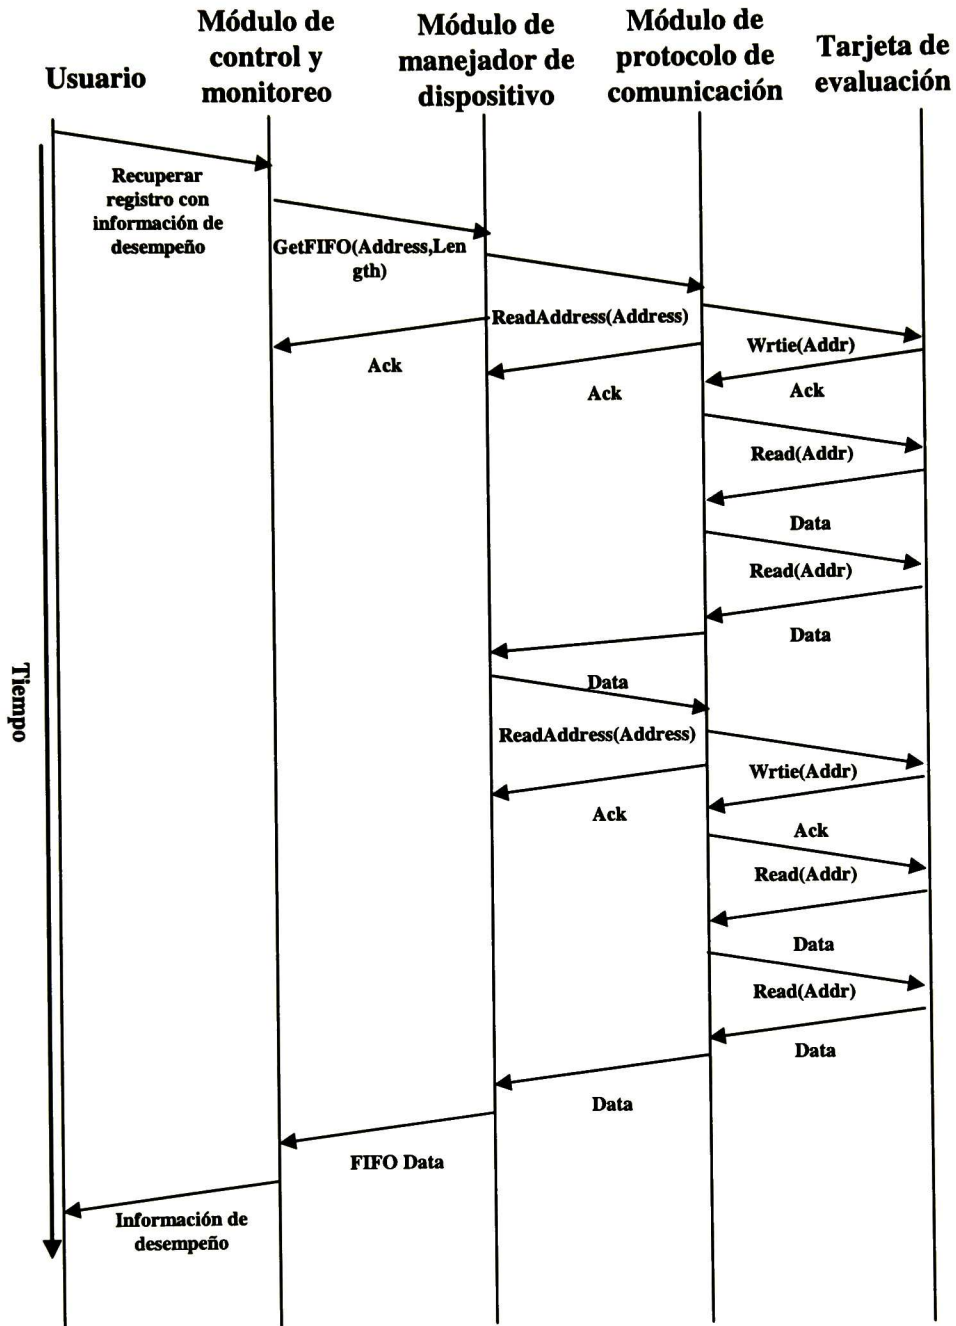 Usuario
Módulo de
control y
monitoreo
Módulo de
manejador de
dispositivo
Módulo de
protocolo de
comunicación
Tarjeta de
evaluación
Recuperar
registro con
información de
desempeño
GetFIFO(Address,Len
gth)
ReadAddress(Address)
Wrtie(Addr)
Ack
Ack
Ack
Read(Addr)
Data
Read(Addr)
Data
Data
Tiempo
ReadAddress(Address)
Wrtie(Addr)
Ack
Ack
Read(Addr)
Data
Read(Addr)
Data
Data
FIFO Data
Información de
desempeño